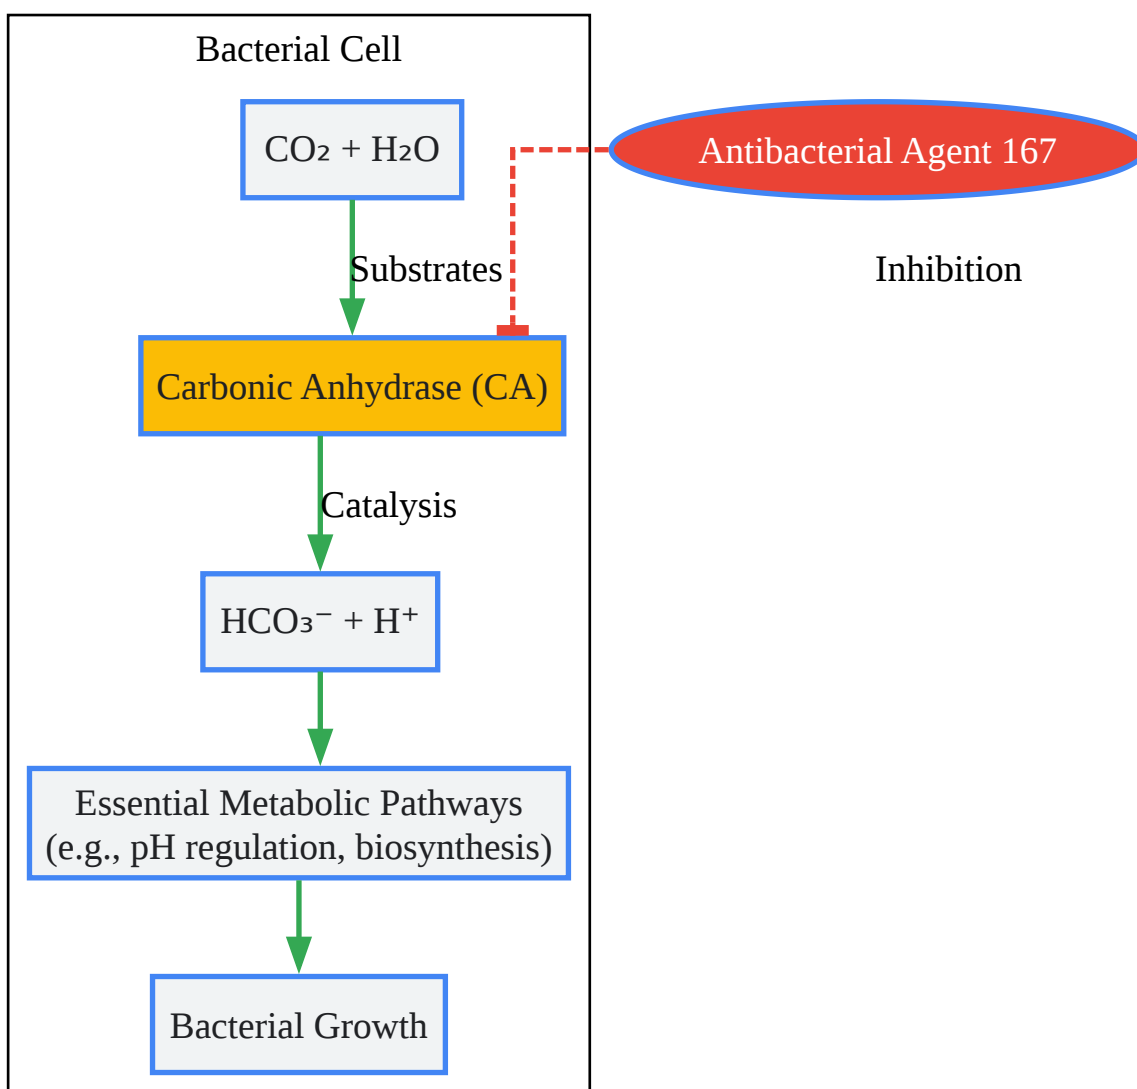 Bacterial Cell
CO₂ + H₂O
Antibacterial Agent 167
Substrates
Inhibition
Carbonic Anhydrase (CA)
Catalysis
HCO₃⁻ + H⁺
Essential Metabolic Pathways
(e.g., pH regulation, biosynthesis)
Bacterial Growth